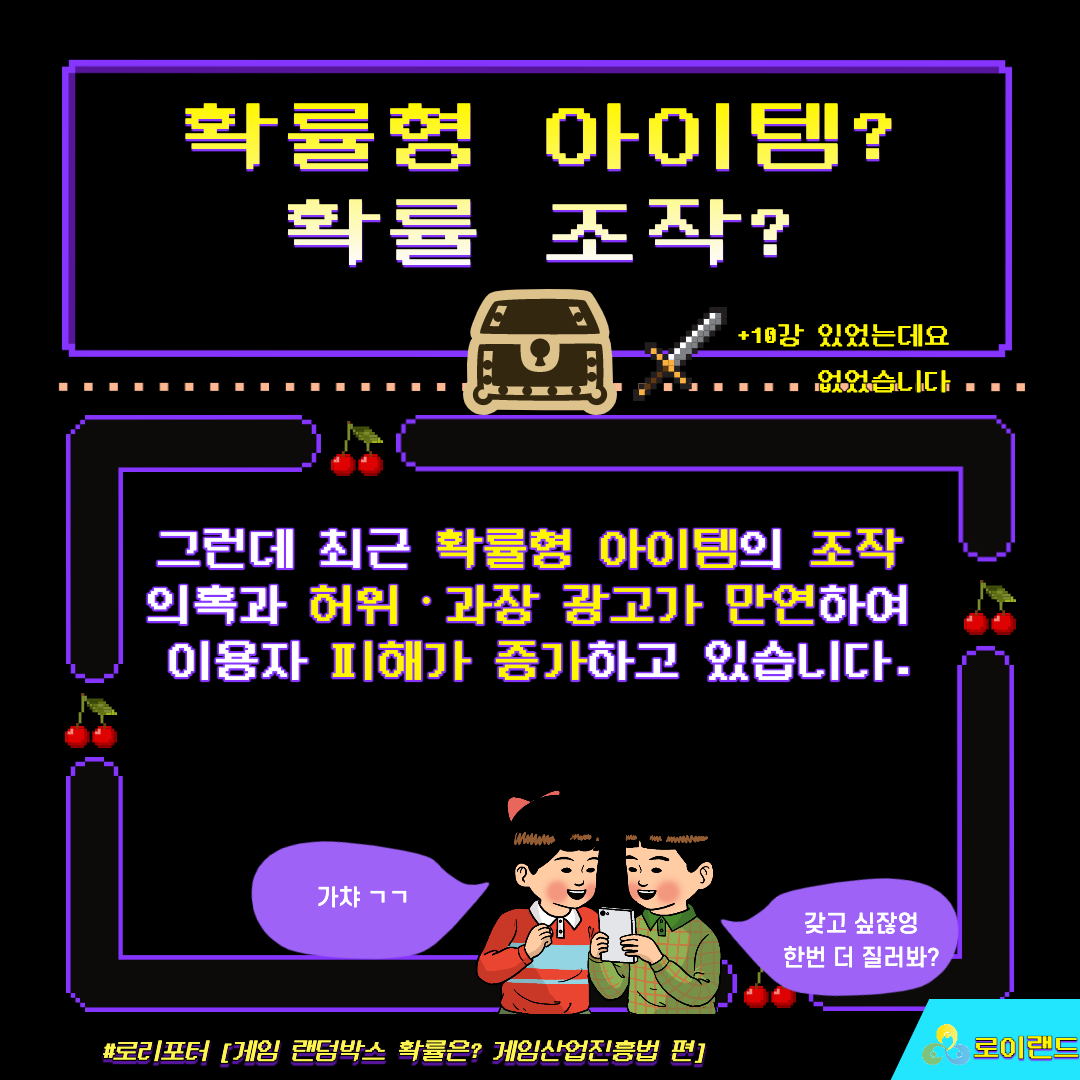 확률형 아이템?
확률 조작?
+10강 있었는데요
없었습니다
그런데 최근 확률형 아이템의 조작
의혹과 허위·과장 광고가 만연하여
이용자 피해가 증가하고 있습니다.
가챠 ㄱㄱ
갖고 싶잖엉
한번 더 질러봐?
#로리포터 [게임 랜덤박스 확률은? 게임산업진흥법 편]
로이랜드